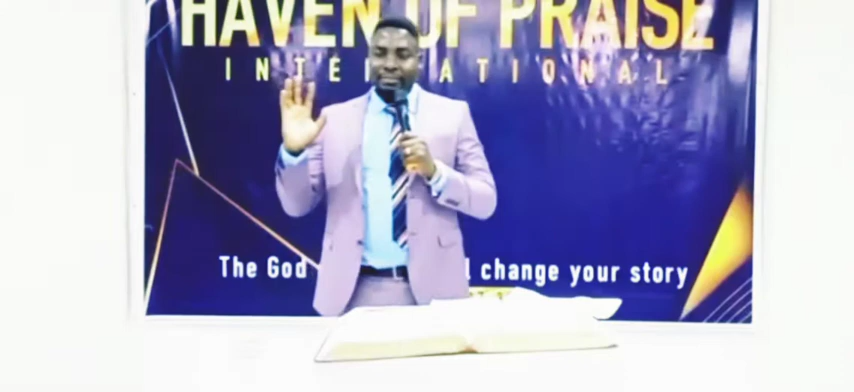 HAVEN OF PRAISE
INTERNATIONAL
The God change your story